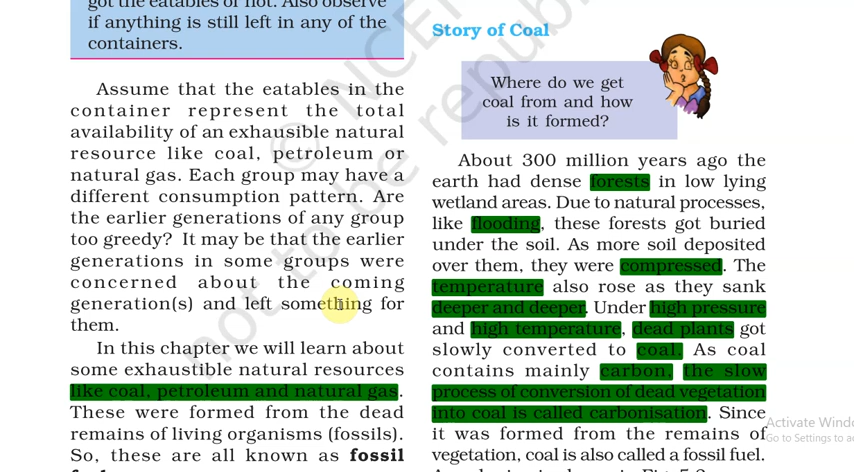 got the eatables or not. Also observe
if anything is still left in any of the
containers.
Assume that the eatables in the
container represent the total
availability of an exhausible natural
resource like coal, petroleum or
natural gas. Each group may have a
different consumption pattern. Are
the earlier generations of any group
too greedy? It may be that the earlier
generations in some groups were
concerned about the coming
generation(s) and left something for
them.
In this chapter we will learn about
some exhaustible natural resources
like coal, petroleum and natural gas.
These were formed from the dead
remains of living organisms (fossils).
So, these are all known as fossil
Story of Coal
Where do we get
coal from and how
is it formed?
About 300 million years ago the
earth had dense forests in low lying
wetland areas. Due to natural processes,
like flooding, these forests got buried
under the soil. As more soil deposited
over them, they were compressed. The
temperature also rose as they sank
deeper and deeper. Under high pressure
and high temperature, dead plants got
slowly converted to coal. As coal
contains mainly carbon, the slow
process of conversion of dead vegetation
into coal is called carbonisation. Since
it was formed from the remains of
vegetation, coal is also called a fossil fuel.
© NCE
not to be republi
Activate Windo
Go to Settings to a